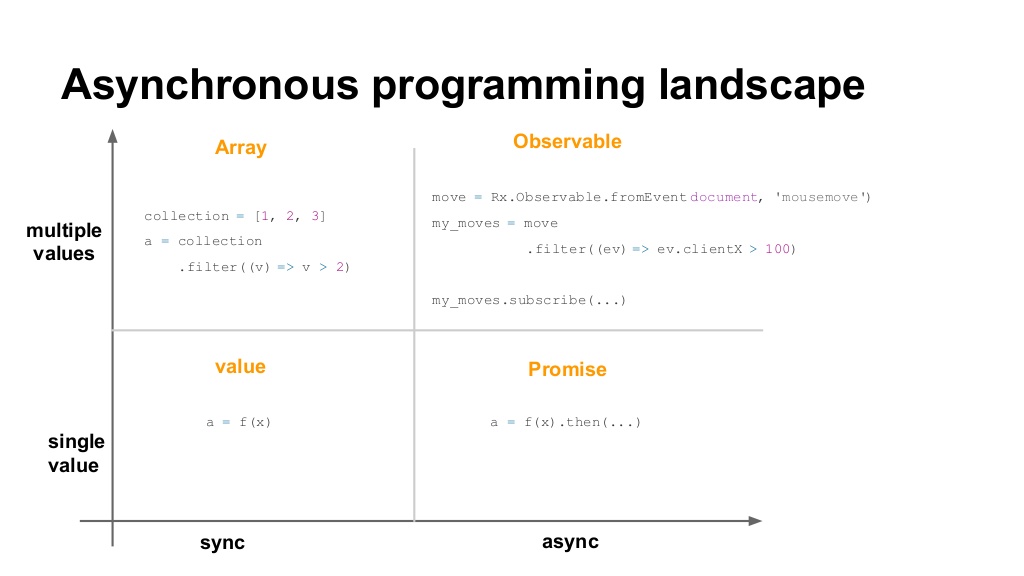 Asynchronous programming landscape
Array
Observable
multiple
values
collection = [1, 2, 3]
a = collection
.filter((v) => v > 2)
move = Rx.Observable.fromEvent document, 'mousemove')
my_moves = move
.filter((ev) => ev.clientX > 100)
my_moves.subscribe(...)
value
Promise
single
value
a = f(x)
a = f(x).then(...)
sync
async